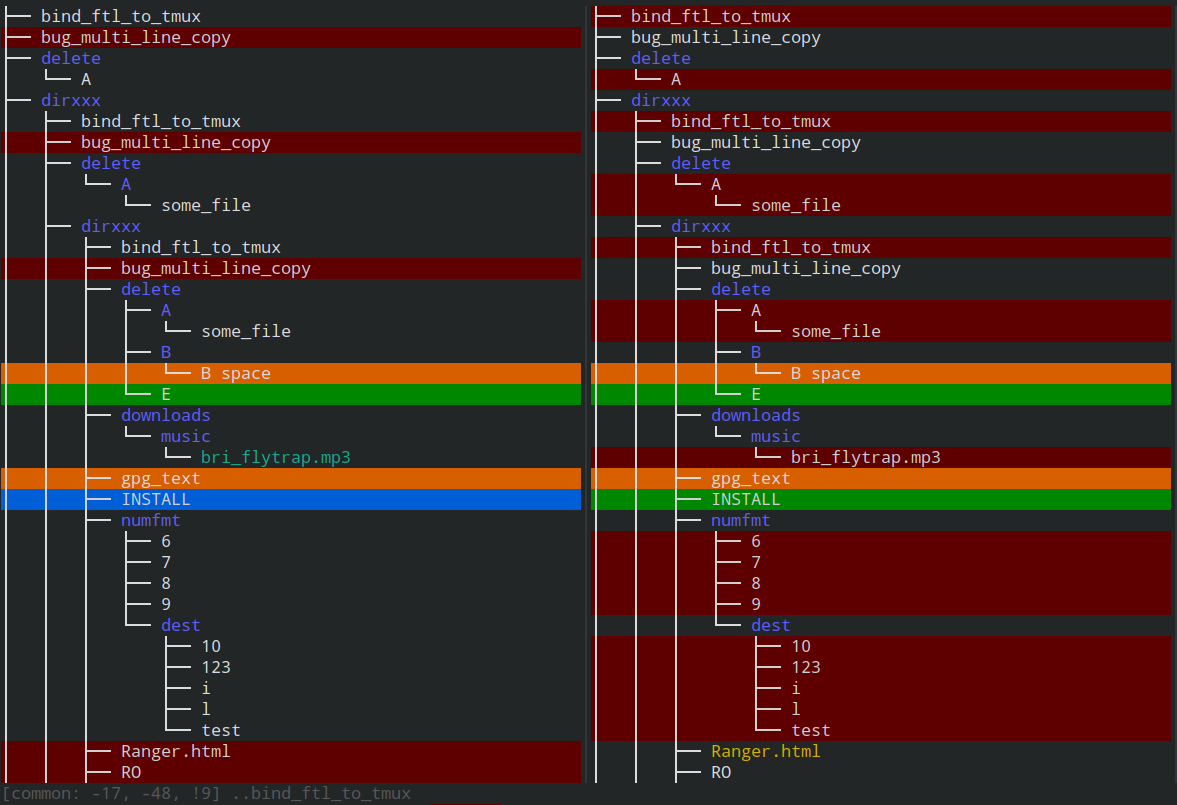 bind_ftl_to_tmux
bug_multi_line_copy
delete
A
dirxxx
bind_ftl_to_tmux
bug_multi_line_copy
delete
A
some_file
dirxxx
bind_ftl_to_tmux
bug_multi_line_copy
delete
A
some_file
B
B space
E
downloads
music
bri_flytrap.mp3
gpg_text
INSTALL
numfmt
6
7
8
9
dest
10
123
i
l
test
Ranger.html
RO
bind_ftl_to_tmux
bug_multi_line_copy
delete
A
dirxxx
bind_ftl_to_tmux
bug_multi_line_copy
delete
A
some_file
dirxxx
bind_ftl_to_tmux
bug_multi_line_copy
delete
A
some_file
B
B space
E
downloads
music
bri_flytrap.mp3
gpg_text
INSTALL
numfmt
6
7
8
9
dest
10
123
i
l
test
Ranger.html
RO
[common: -17, -48, !9] ..bind_ftl_to_tmux